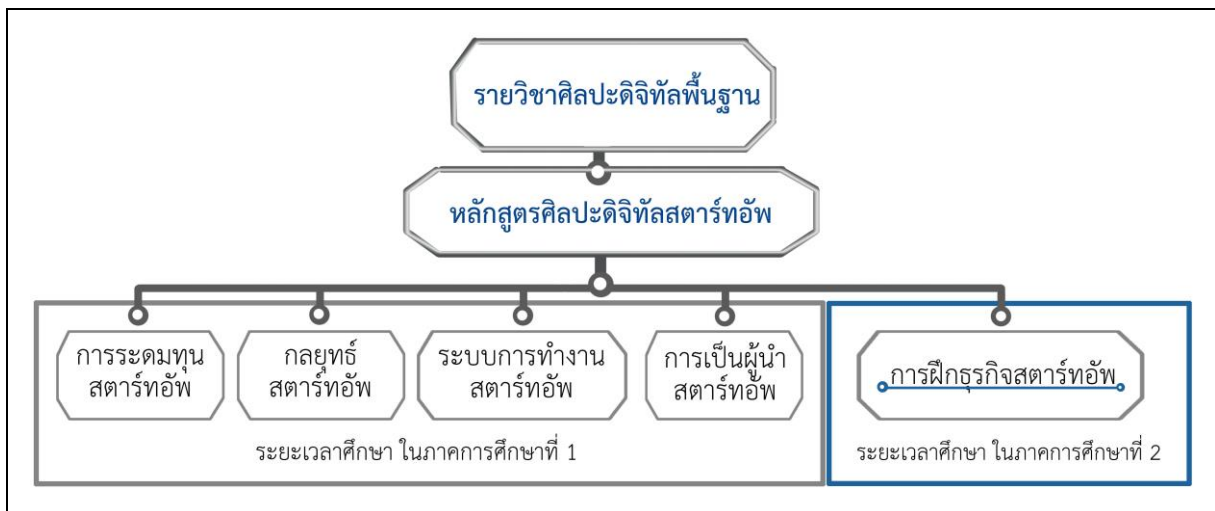 รายวิชาศิลปะดิจิทัลพื้นฐาน
หลักสูตรศิลปะดิจิทัลสตาร์ทอัพ
การระดมทุน
สตาร์ทอัพ
กลยุทธ์
สตาร์ทอัพ
ระบบการทำงาน
สตาร์ทอัพ
การเป็นผู้นำ
สตาร์ทอัพ
การฝึกธุรกิจสตาร์ทอัพ
ระยะเวลาศึกษา ในภาคการศึกษาที่ 1
ระยะเวลาศึกษา ในภาคการศึกษาที่ 2